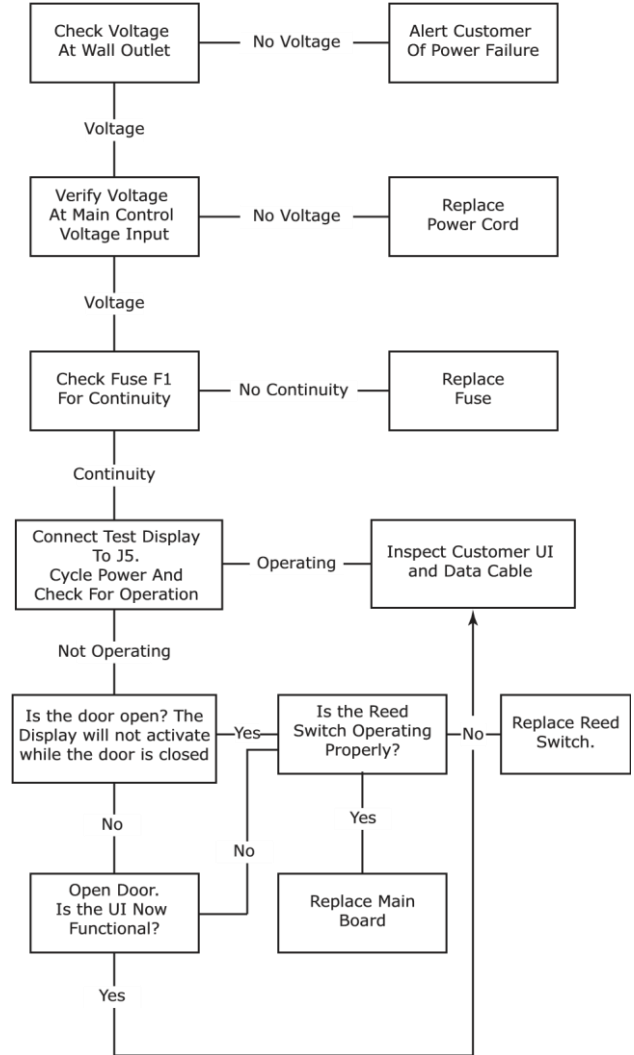 Check Voltage
At Wall Outlet
No Voltage
Alert Customer
Of Power Failure
Voltage
Verify Voltage
At Main Control
Voltage Input
No Voltage
Replace
Power Cord
Voltage
Check Fuse F1
For Continuity
No Continuity
Replace
Fuse
Continuity
Connect Test Display
To J5.
Cycle Power And
Check For Operation
Operating
Inspect Customer UI
and Data Cable
Not Operating
Is the door open? The
Display will not activate
while the door is closed
Yes
Is the Reed
Switch Operating
Properly?
No
Replace Reed
Switch.
No
No
Yes
Open Door.
Is the UI Now
Functional?
Replace Main
Board
Yes